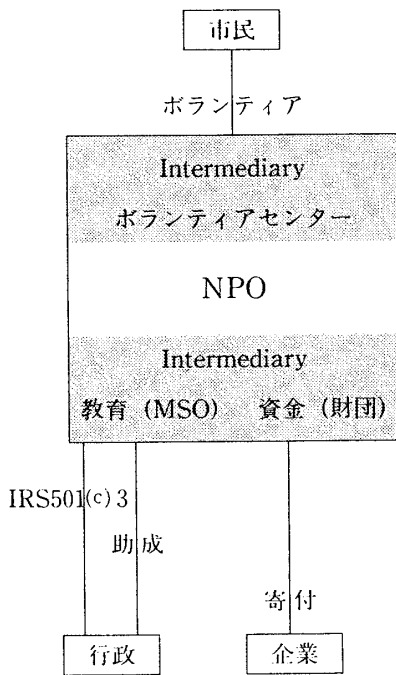 市民
ボランティア
Intermediary
ボランティアセンター
NPO
Intermediary
教育 (MSO) 資金 (財団)
IRS501(c)3
助成
寄付
行政 企業